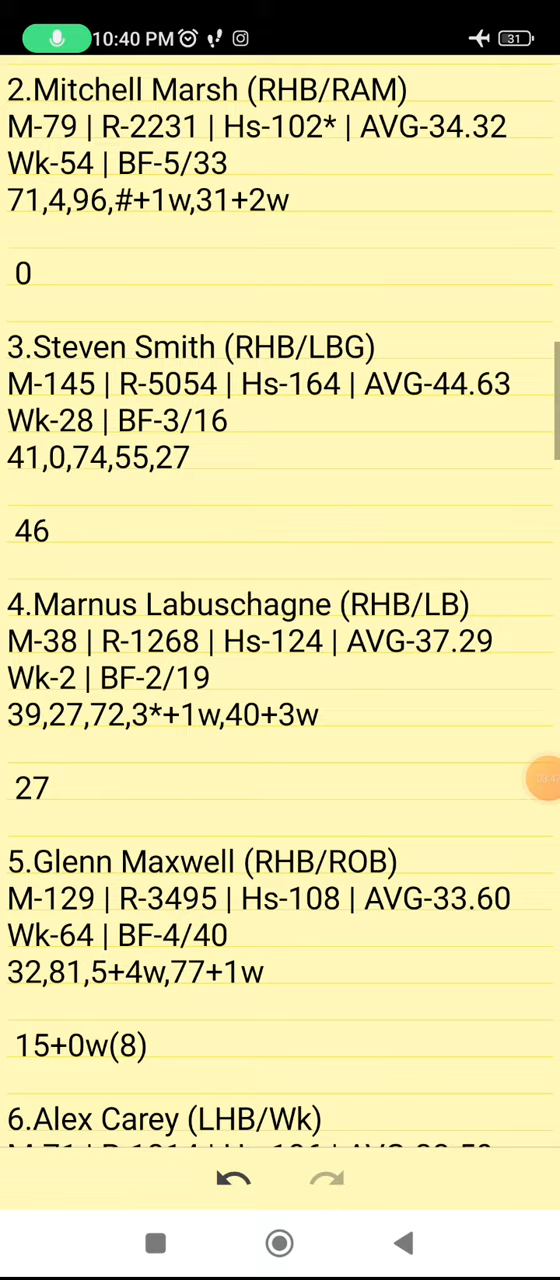 10:40 PM
31
2.Mitchell Marsh (RHB/RAM)
M-79 | R-2231 | Hs-102* | AVG-34.32
Wk-54 | BF-5/33
71,4,96,#+1w,31+2w
0
3.Steven Smith (RHB/LBG)
M-145 | R-5054 | Hs-164 | AVG-44.63
Wk-28 | BF-3/16
41,0,74,55,27
46
4.Marnus Labuschagne (RHB/LB)
M-38 | R-1268 | Hs-124 | AVG-37.29
Wk-2 | BF-2/19
39,27,72,3*+1w,40+3w
27
5.Glenn Maxwell (RHB/ROB)
M-129 | R-3495 | Hs-108 | AVG-33.60
Wk-64 | BF-4/40
32,81,5+4w,77+1w
15+0w(8)
6.Alex Carey (LHB/Wk)